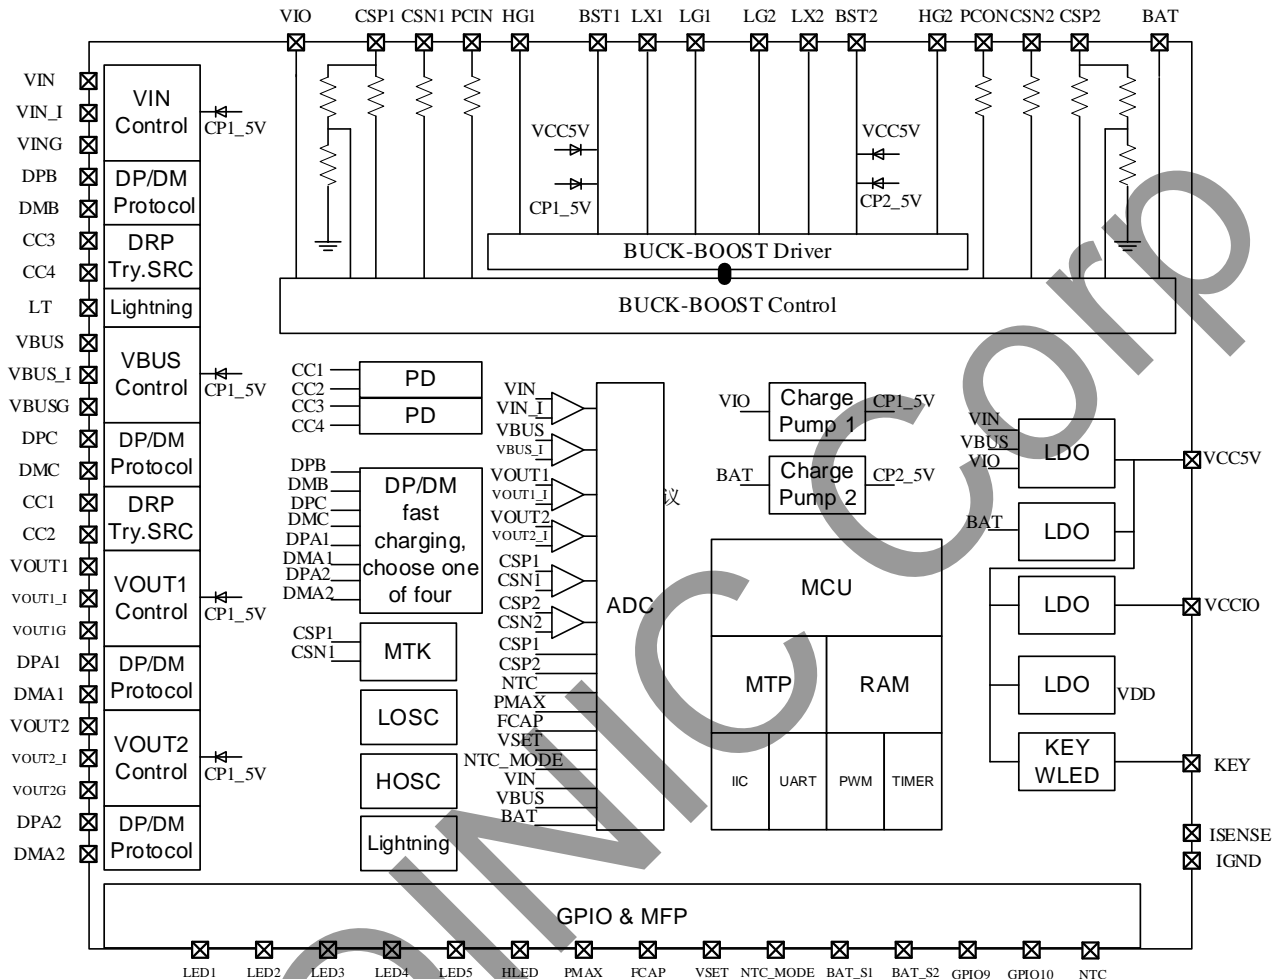 VIO CSP1 CSN1 PCIN HG1 BST1 LX1 LG1 LG2 LX2 BST2 HG2 PCON CSN2 CSP2 BAT
VIN
VIN_I
VING
DPB
DMB
CC3
CC4
LT
VBUS
VBUS_I
VBUSG
DPC
DMC
CC1
CC2
VOUT1
VOUT1_I
VOUT1G
DPA1
DMA1
VOUT2
VOUT2_I
VOUT2G
DPA2
DMA2
VIN
Control
CP1_5V
DP/DM
Protocol
DRP
Try.SRC
Lightning
VBUS
Control
CP1_5V
DP/DM
Protocol
DRP
Try.SRC
VOUT1
Control
CP1_5V
DP/DM
Protocol
VOUT2
Control
CP1_5V
DP/DM
Protocol
VCC5V
CP1_5V
VCC5V
CP2_5V
BUCK-BOOST Driver
BUCK-BOOST Control
CC1
CC2
PD
CC3
CC4
PD
DPB
DMB
DPC
DMC
DPA1
DMA1
DPA2
DMA2
DP/DM
fast
charging,
choose one
of four
CSP1
CSN1
MTK
LOSC
HOSC
Lightning
VIN
VIN_I
VBUS
VBUS_I
VOUT1
VOUT1_I
VOUT2
VOUT2_I
CSP1
CSN1
CSP2
CSN2
CSP1
CSP2
NTC
PMAX
FCAP
VSET
NTC_MODE
VIN
VBUS
BAT
ADC
议
VIO
Charge
Pump 1
CP1_5V
BAT
Charge
Pump 2
CP2_5V
MCU
MTP
RAM
IIC
UART
PWM
TIMER
VIN
VBUS
VIO
LDO
BAT
LDO
LDO
LDO
VDD
KEY
WLED
VCC5V
VCCIO
KEY
ISENSE
IGND
GPIO & MFP
LED1 LED2 LED3 LED4 LED5 HLED PMAX FCAP VSET NTC_MODE BAT_S1 BAT_S2 GPIO9 GPIO10 NTC
OINIC Corp